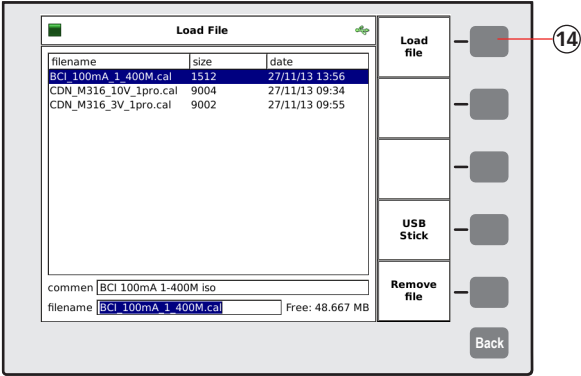 Load File
filename size date
BCI_100mA_1_400M.cal 1512 27/11/13 13:56
CDN_M316_10V_1pro.cal 9004 27/11/13 09:34
CDN_M316_3V_1pro.cal 9002 27/11/13 09:55
commen BCI 100mA 1-400M iso
filename BCI_100mA_1_400M.cal Free: 48.667 MB
Load
file
USB
Stick
Remove
file
Back
14